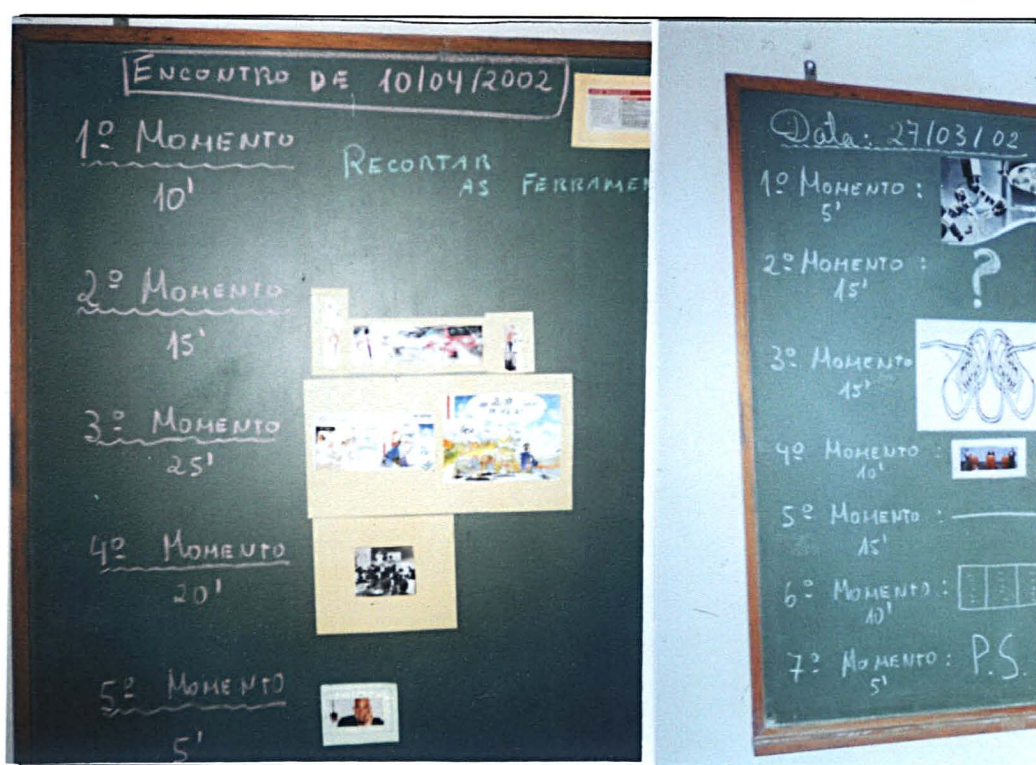 ENCONTRO DE 10/04/2002
1º MOMENTO
10'
RECORTAR
AS FERRAMEN
2º MOMENTO
15'
3º MOMENTO
25'
4º MOMENTO
20'
5º MOMENTO
5'
Data: 27/03/02
1º MOMENTO:
5'
2º MOMENTO: ?
15'
3º MOMENTO
15'
4º MOMENTO:
10'
5º MOMENTO:
15'
6º MOMENTO:
10'
7º MOMENTO: P.S.
5'